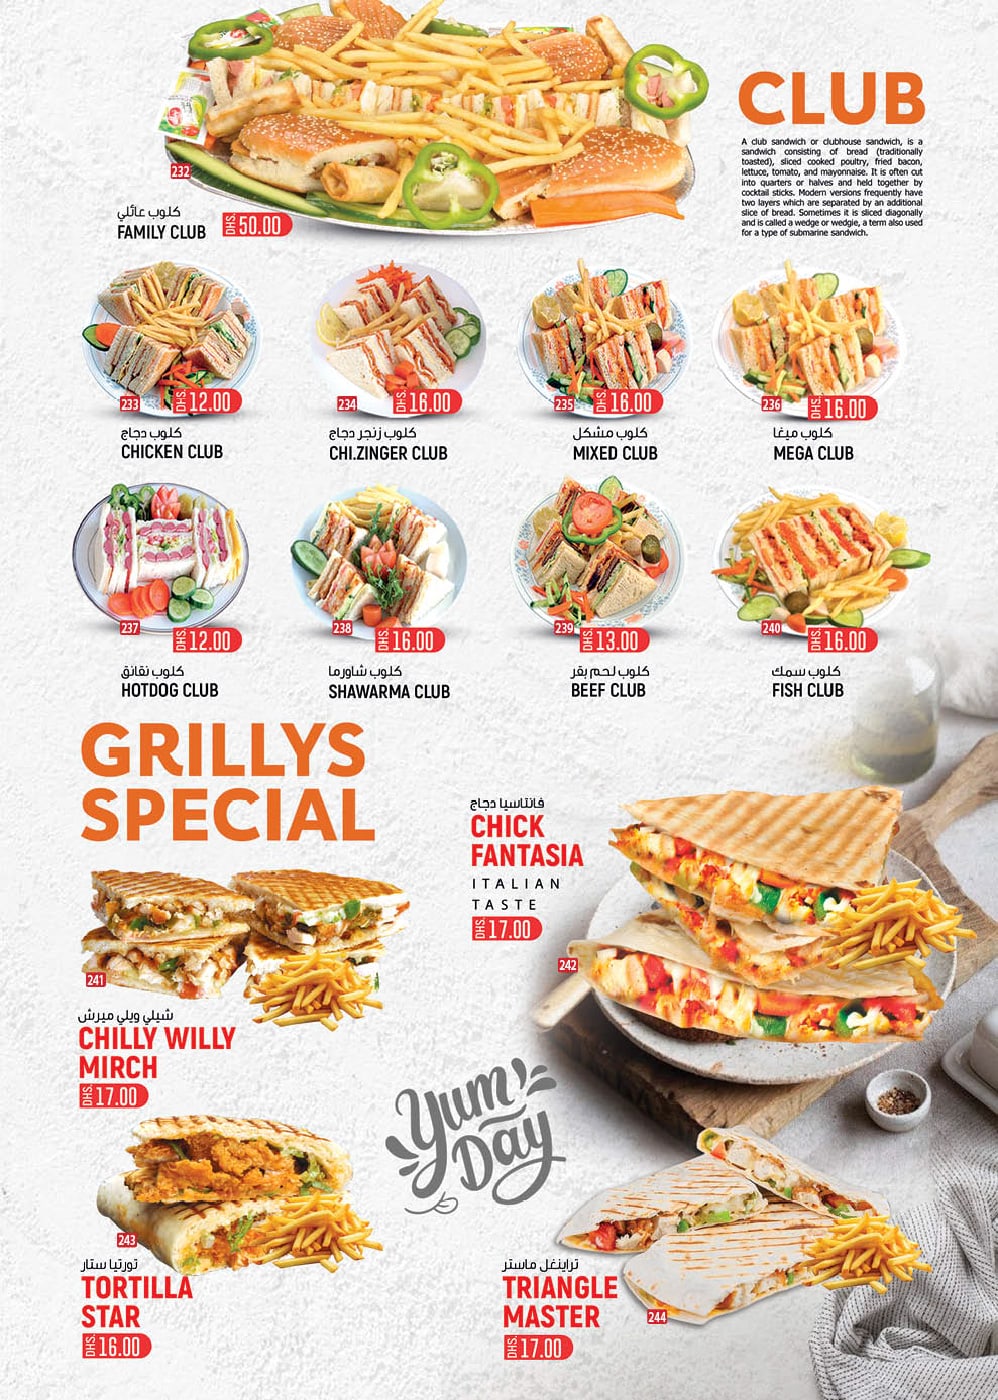 CLUB
A club sandwich or clubhouse sandwich, is a
sandwich consisting of bread (traditionally
toasted), sliced cooked poultry, fried bacon,
lettuce, tomato, and mayonnaise. It is often cut
into quarters or halves and held together by
cocktail sticks. Modern versions frequently have
two layers which are separated by an additional
slice of bread. Sometimes it is sliced diagonally
and is called a wedge or wedgie, a term also used
for a type of submarine sandwich.
232
كلوب عائلي
FAMILY CLUB
DHS. 50.00
233
DHS. 12.00
كلوب دجاج
CHICKEN CLUB
234
DHS. 16.00
كلوب زنجر دجاج
CHI.ZINGER CLUB
235
DHS. 16.00
كلوب مشكل
MIXED CLUB
236
DHS. 16.00
كلوب ميغا
MEGA CLUB
237
DHS. 12.00
كلوب نقانق
HOTDOG CLUB
238
DHS. 16.00
كلوب شاورما
SHAWARMA CLUB
239
DHS. 13.00
كلوب لحم بقر
BEEF CLUB
240
DHS. 16.00
كلوب سمك
FISH CLUB
GRILLYS
SPECIAL
241
شيلي ويلي ميرش
CHILLY WILLY
MIRCH
DHS. 17.00
فانتاسيا دجاج
CHICK
FANTASIA
ITALIAN
TASTE
DHS. 17.00
242
Yum
Day
243
تورتيا ستار
TORTILLA
STAR
DHS. 16.00
تراينغل ماستر
TRIANGLE
MASTER
DHS. 17.00
244